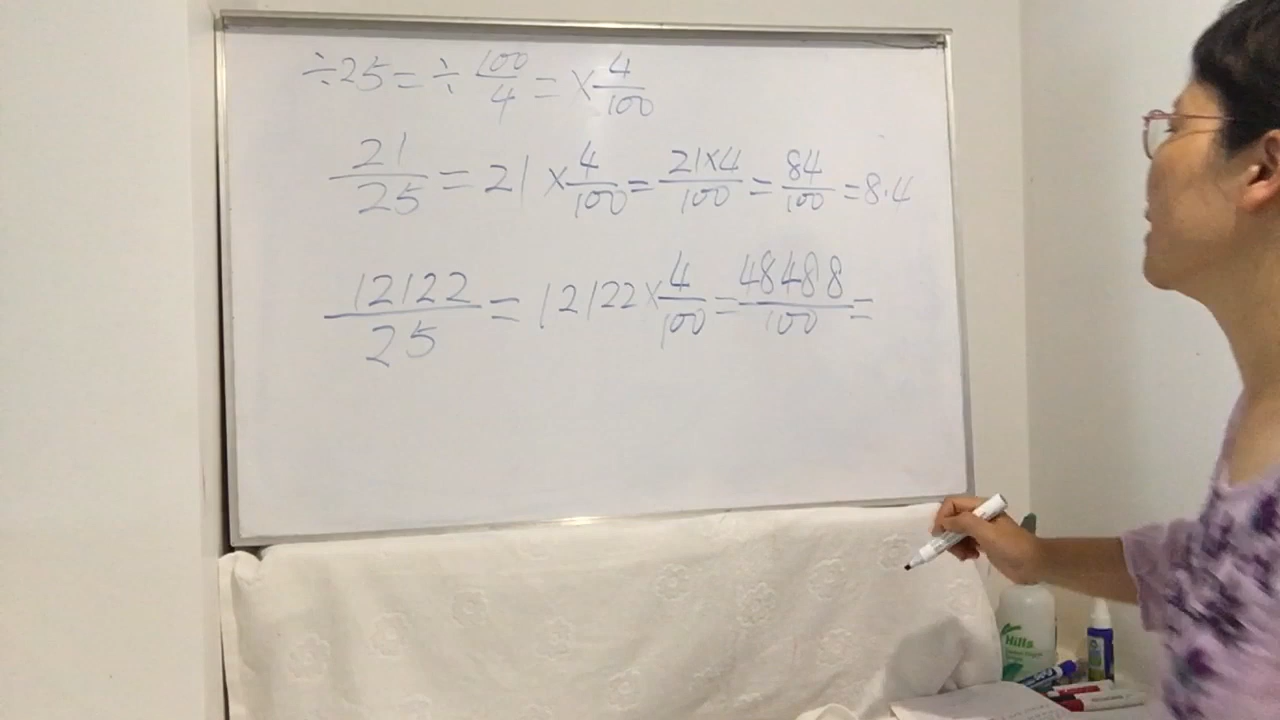 ÷25 = ÷ 100/4 = × 4/100
21/25 = 21 × 4/100 = 21×4/100 = 84/100 = 8.4
12122/25 = 12122 × 4/100 = 48488/100 =
Hills